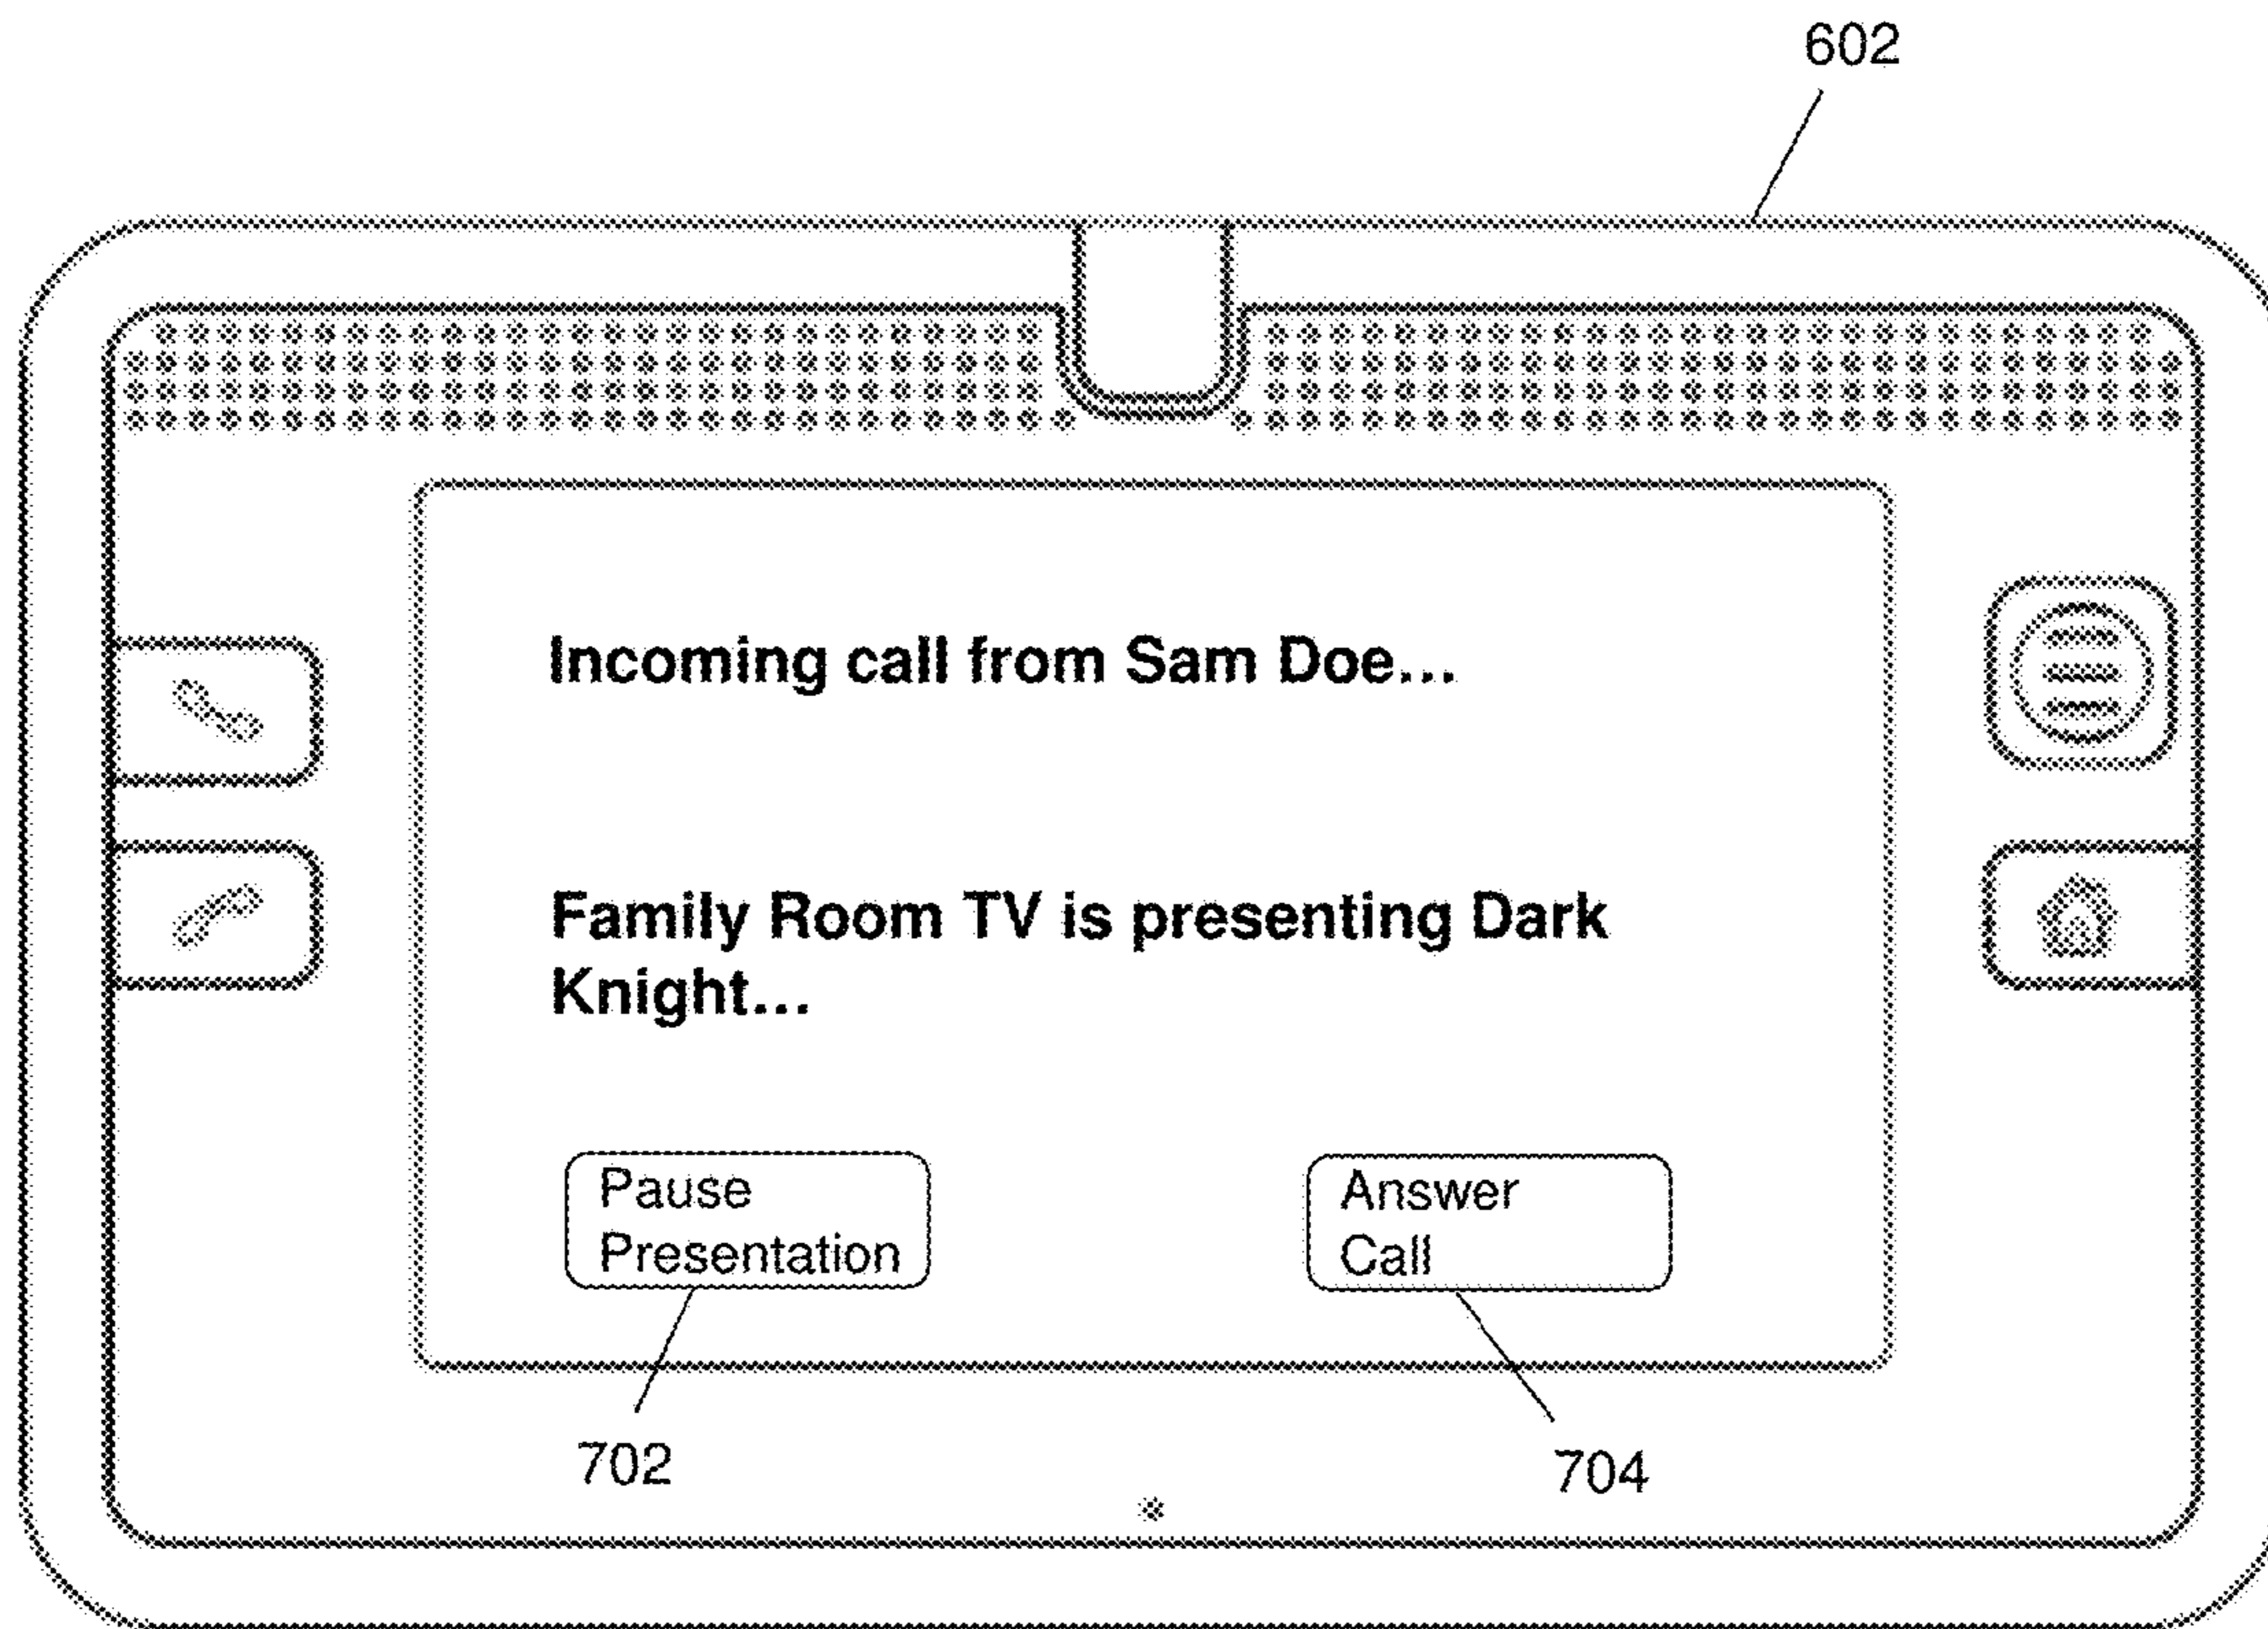 602
Incoming call from Sam Doe...
Family Room TV is presenting Dark
Knight...
Pause
Presentation
Answer
Call
702
704